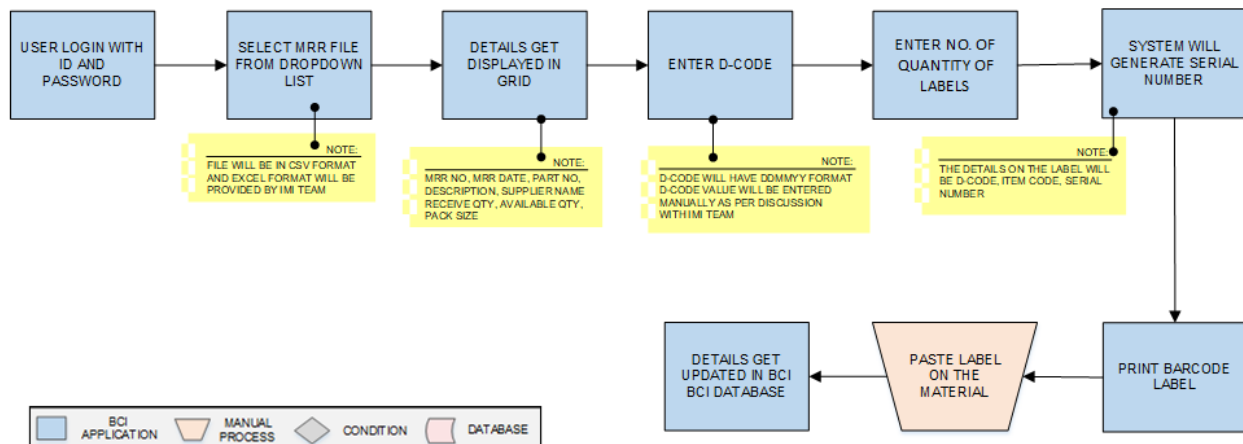 USER LOGIN WITH
ID AND
PASSWORD
SELECT MRR FILE
FROM DROPDOWN
LIST
DETAILS GET
DISPLAYED IN
GRID
ENTER D-CODE
ENTER NO. OF
QUANTITY OF
LABELS
SYSTEM WILL
GENERATE SERIAL
NUMBER
NOTE:
FILE WILL BE IN CSV FORMAT
AND EXCEL FORMAT WILL BE
PROVIDED BY IMI TEAM
NOTE:
MRR NO, MRR DATE, PART NO,
DESCRIPTION, SUPPLIER NAME
RECEIVE QTY, AVAILABLE QTY,
PACK SIZE
NOTE:
D-CODE WILL HAVE DDMMYY FORMAT
D-CODE VALUE WILL BE ENTERED
MANUALLY AS PER DISCUSSION
WITH IMI TEAM
NOTE:
THE DETAILS ON THE LABEL WILL
BE D-CODE, ITEM CODE, SERIAL
NUMBER
DETAILS GET
UPDATED IN BCI
BCI DATABASE
PASTE LABEL
ON THE
MATERIAL
PRINT BARCODE
LABEL
BCI
APPLICATION
MANUAL
PROCESS
CONDITION
DATABASE